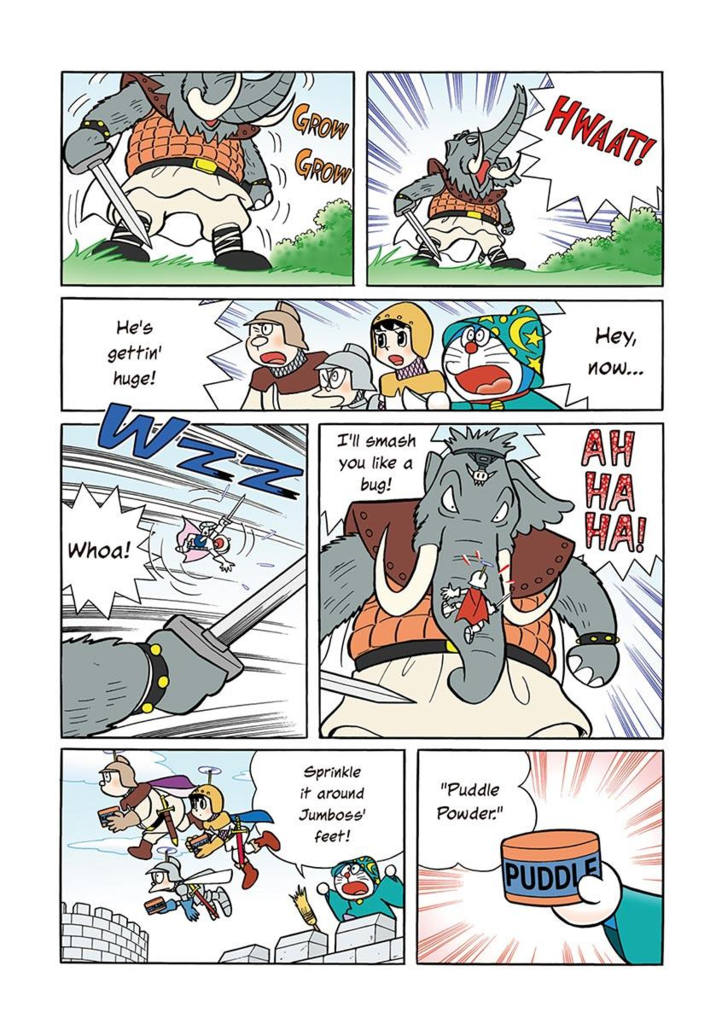 HWAAT!
GROW
GROW
Hey,
now...
He's
gettin'
huge!
AH
HA
HA!
I'll smash
you like a
bug!
Wzz
Whoa!
"Puddle
Powder."
PUDDLE
Sprinkle
it around
Jumboss'
feet!